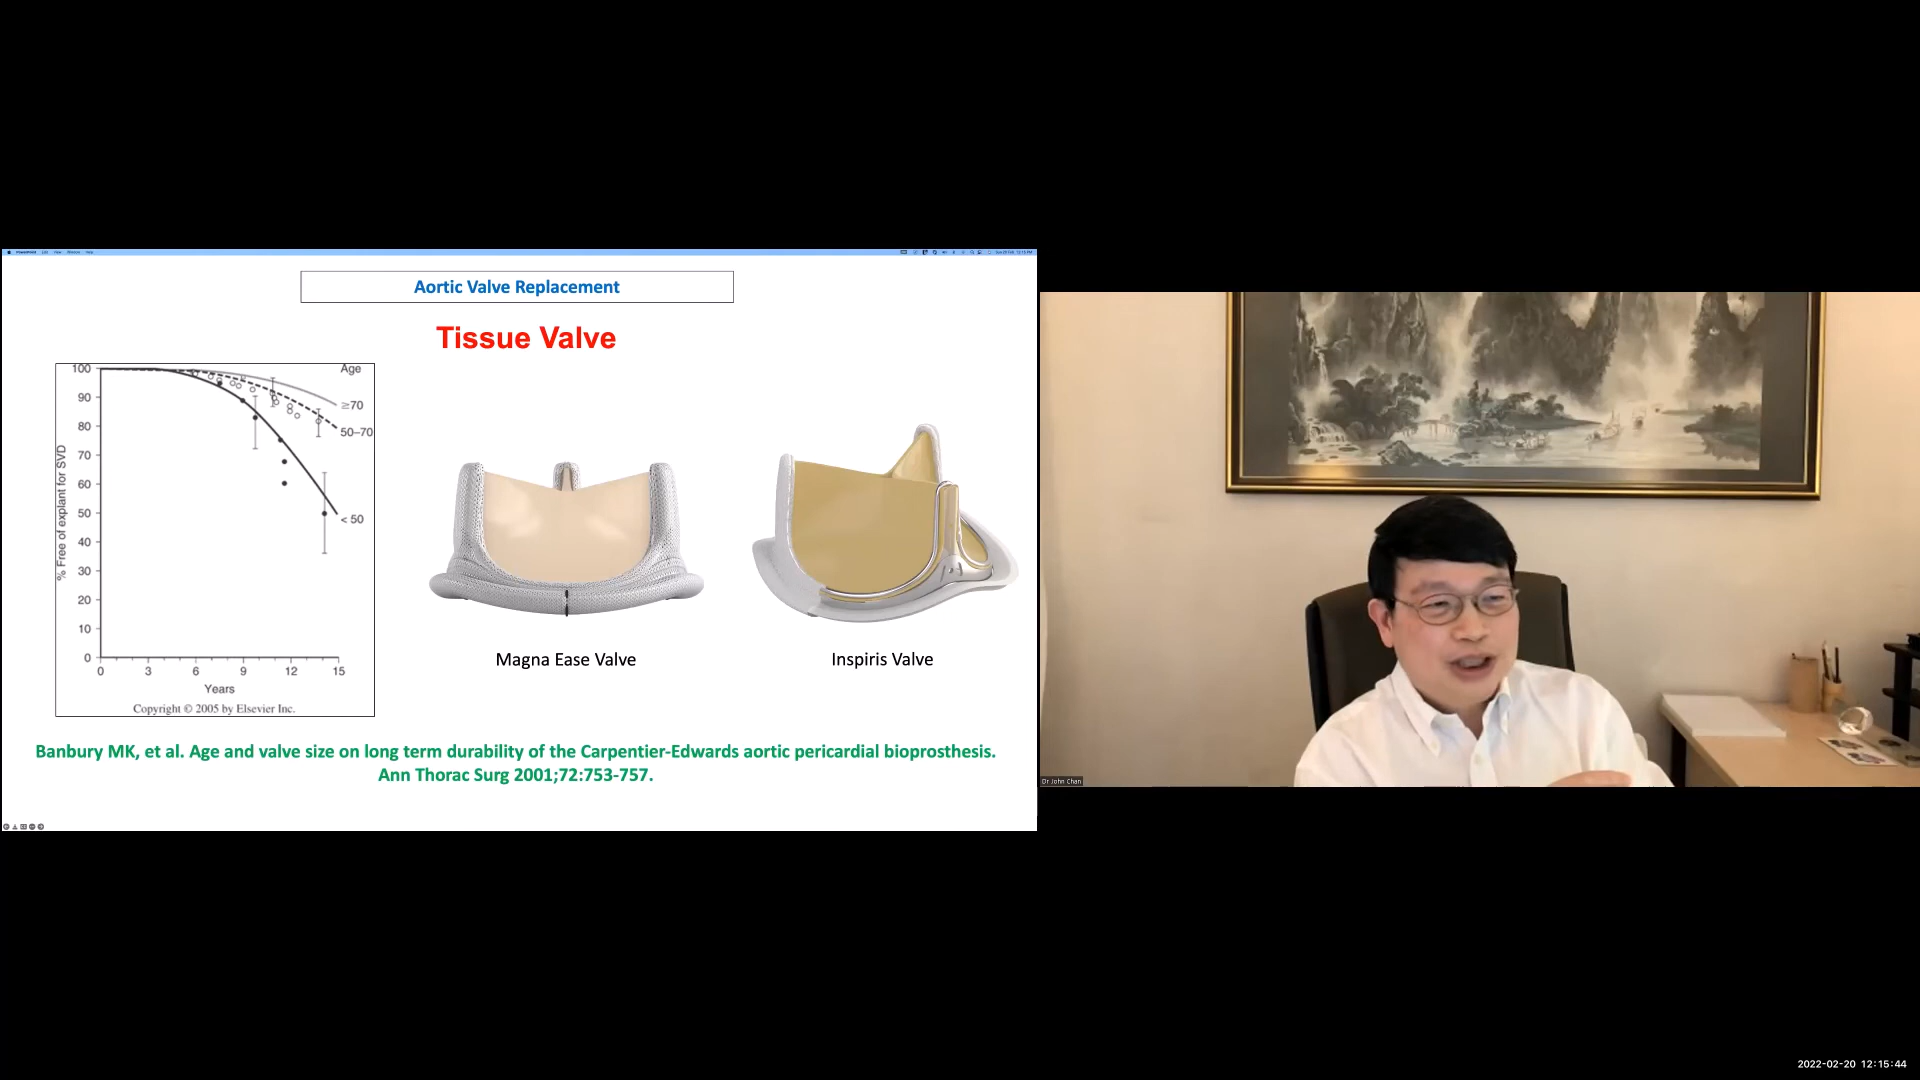 Aortic Valve Replacement
Tissue Valve
% Free of explant for SVD
100
90
80
70
60
50
40
30
20
10
0
0 3 6 9 12 15
Years
Age
≥70
50–70
< 50
Copyright © 2005 by Elsevier Inc.
Magna Ease Valve
Inspiris Valve
Banbury MK, et al. Age and valve size on long term durability of the Carpentier-Edwards aortic pericardial bioprosthesis.
Ann Thorac Surg 2001;72:753-757.
Dr John Chan
2022-02-20 12:15:44